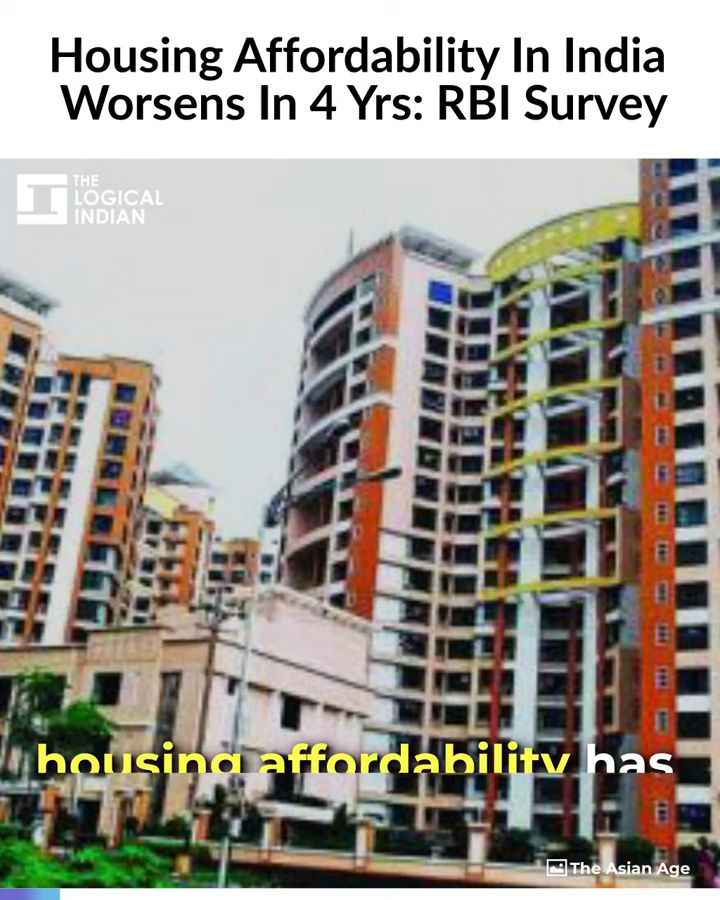 Housing Affordability In India
Worsens In 4 Yrs: RBI Survey
THE
LOGICAL
INDIAN
housing affordability has
The Asian Age